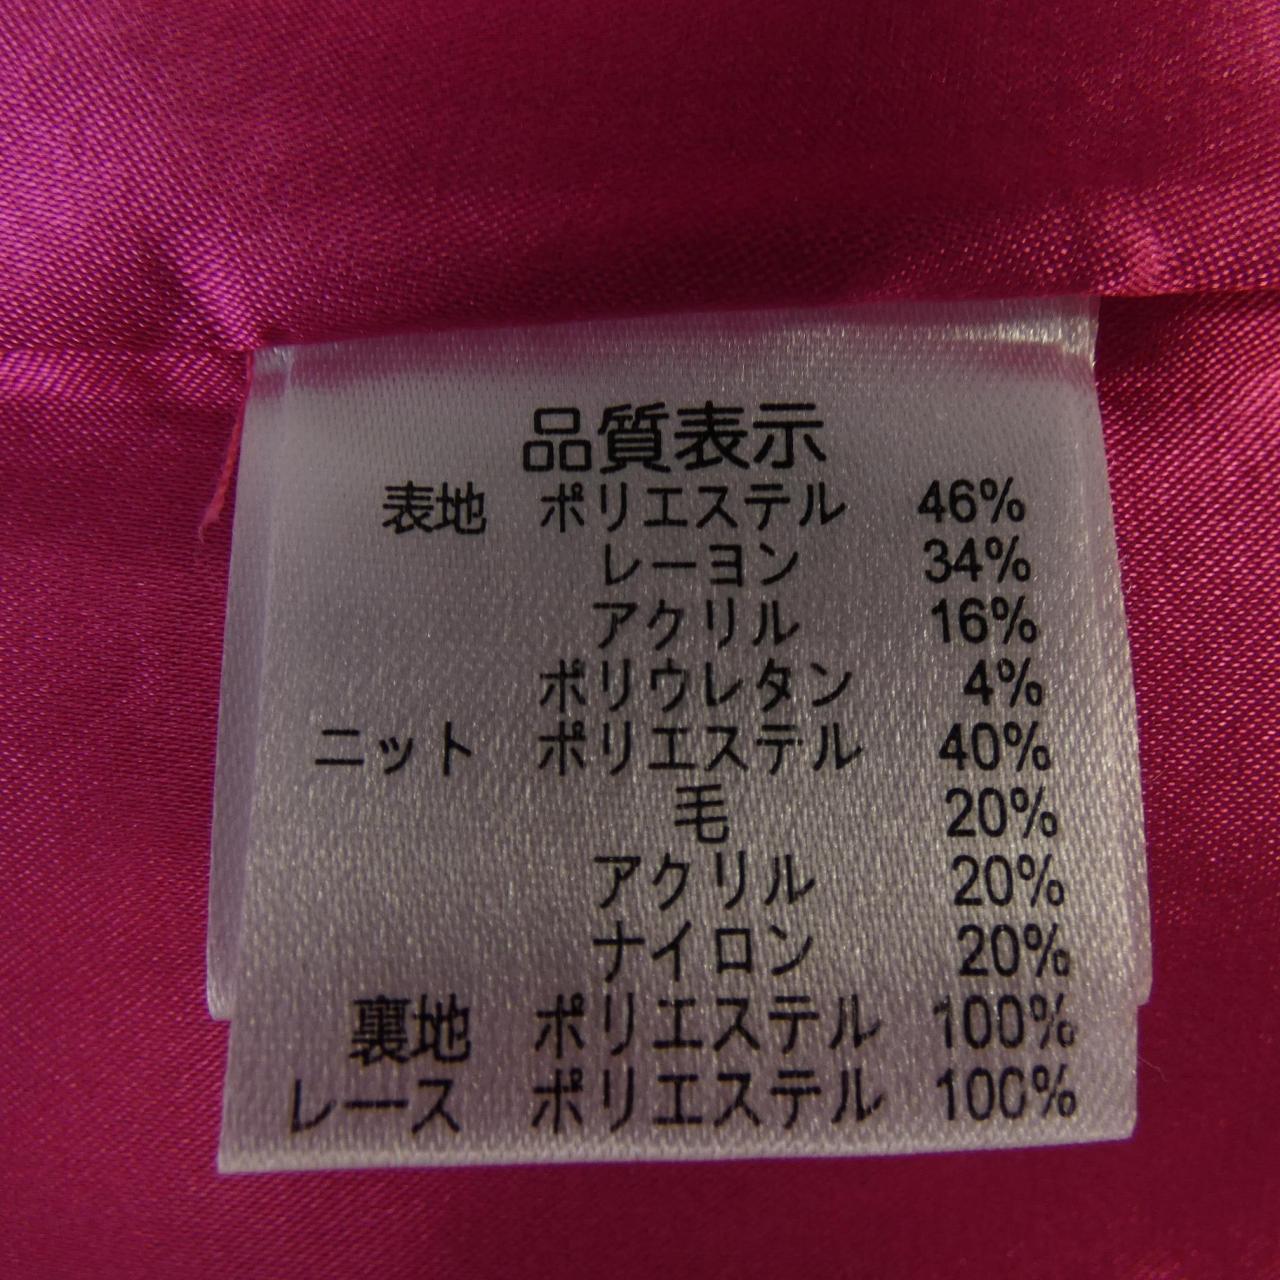 品質表示
表地 ポリエステル 46%
レーヨン 34%
アクリル 16%
ポリウレタン 4%
ニット ポリエステル 40%
毛 20%
アクリル 20%
ナイロン 20%
裏地 ポリエステル 100%
レース ポリエステル 100%